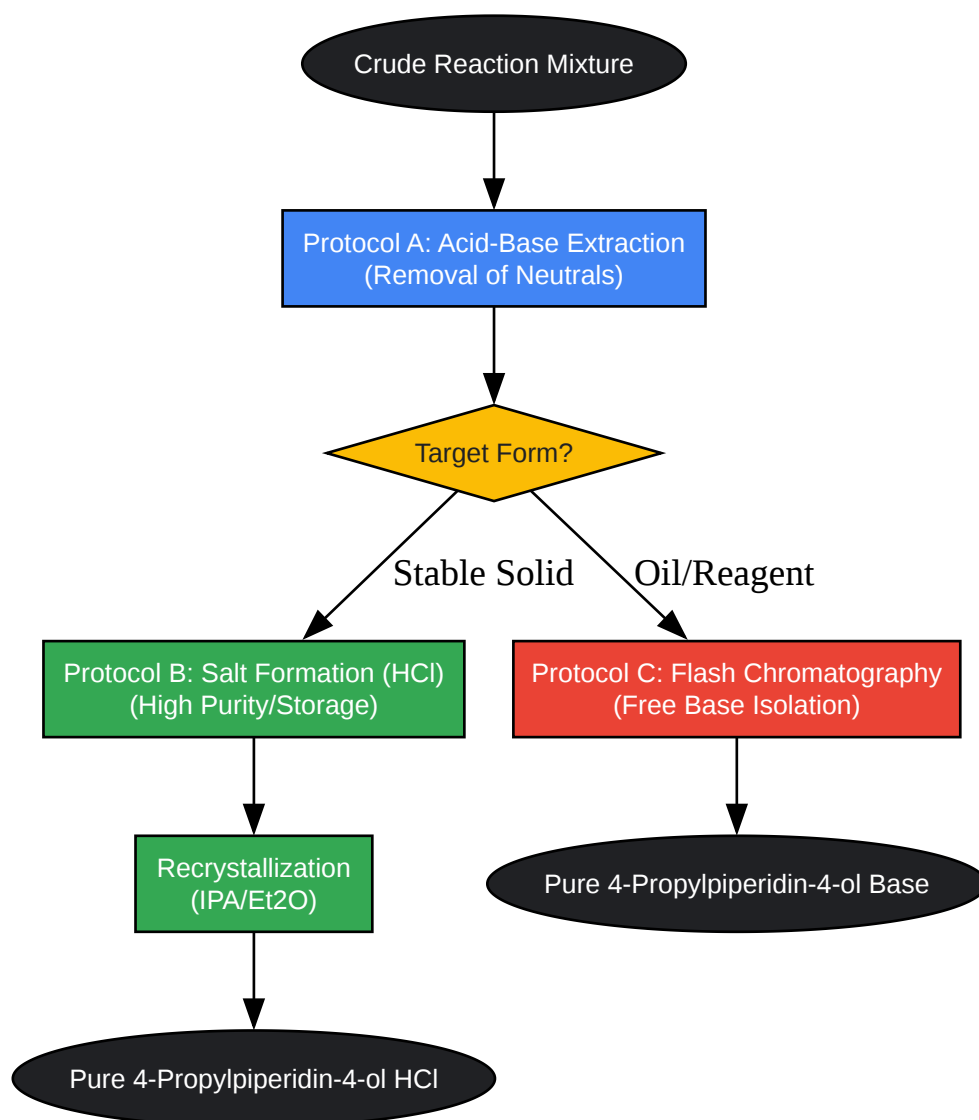 Crude Reaction Mixture
Protocol A: Acid-Base Extraction
(Removal of Neutrals)
Target Form?
Stable Solid
Oil/Reagent
Protocol B: Salt Formation (HCl)
(High Purity/Storage)
Protocol C: Flash Chromatography
(Free Base Isolation)
Recrystallization
(IPA/Et2O)
Pure 4-Propylpiperidin-4-ol Base
Pure 4-Propylpiperidin-4-ol HCl